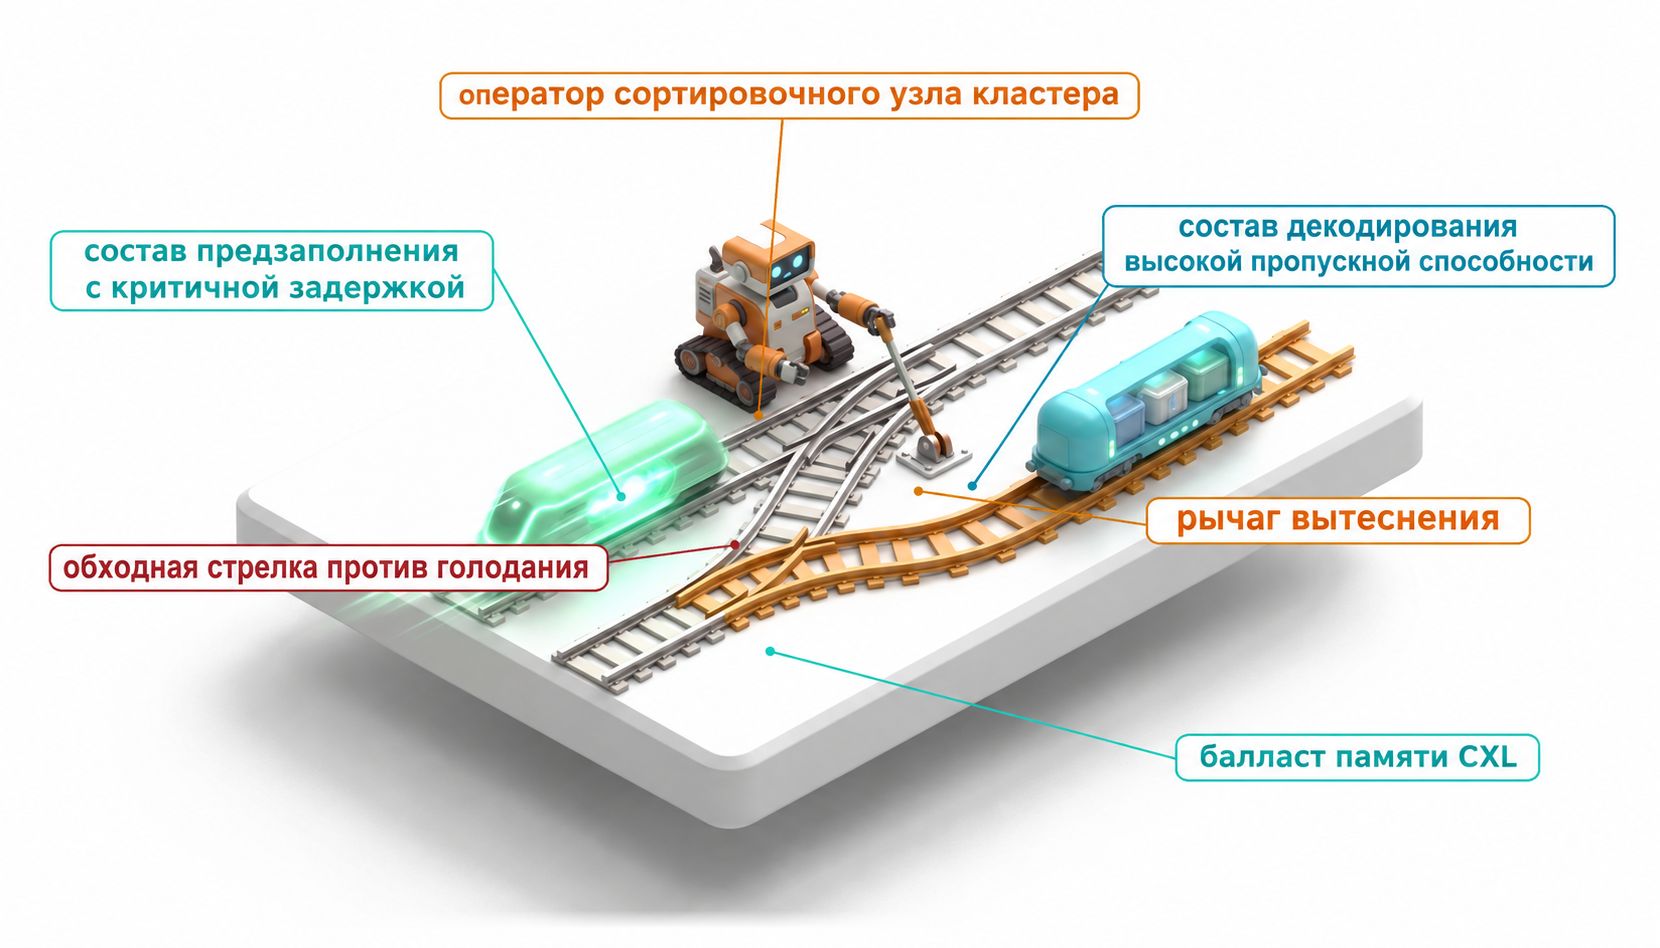 оператор сортировочного узла кластера
состав предзаполнения
с критичной задержкой
состав декодирования
высокой пропускной способности
рычаг вытеснения
обходная стрелка против голодания
балласт памяти CXL